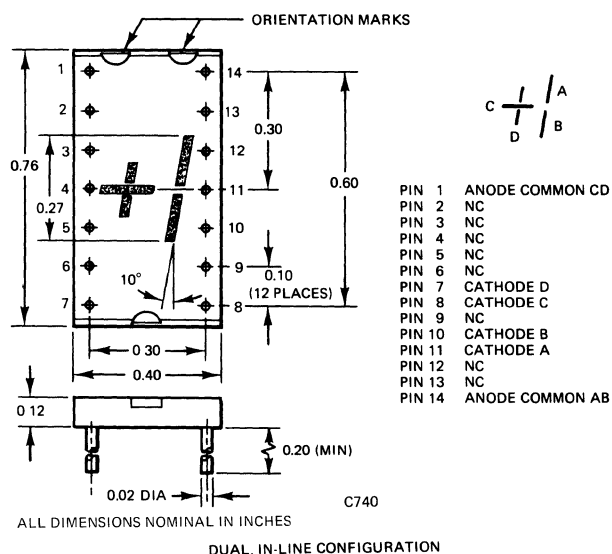 ORIENTATION MARKS
1
14
2
13
0.30
3
12
0.76
0.60
4
11
0.27
5
10
6
9
0.10
(12 PLACES)
10°
7
8
0 30
0.40
0 12
0.20 (MIN)
0.02 DIA
C740
A
C
D
B
PIN 1 ANODE COMMON CD
PIN 2 NC
PIN 3 NC
PIN 4 NC
PIN 5 NC
PIN 6 NC
PIN 7 CATHODE D
PIN 8 CATHODE C
PIN 9 NC
PIN 10 CATHODE B
PIN 11 CATHODE A
PIN 12 NC
PIN 13 NC
PIN 14 ANODE COMMON AB
ALL DIMENSIONS NOMINAL IN INCHES
DUAL, IN-LINE CONFIGURATION